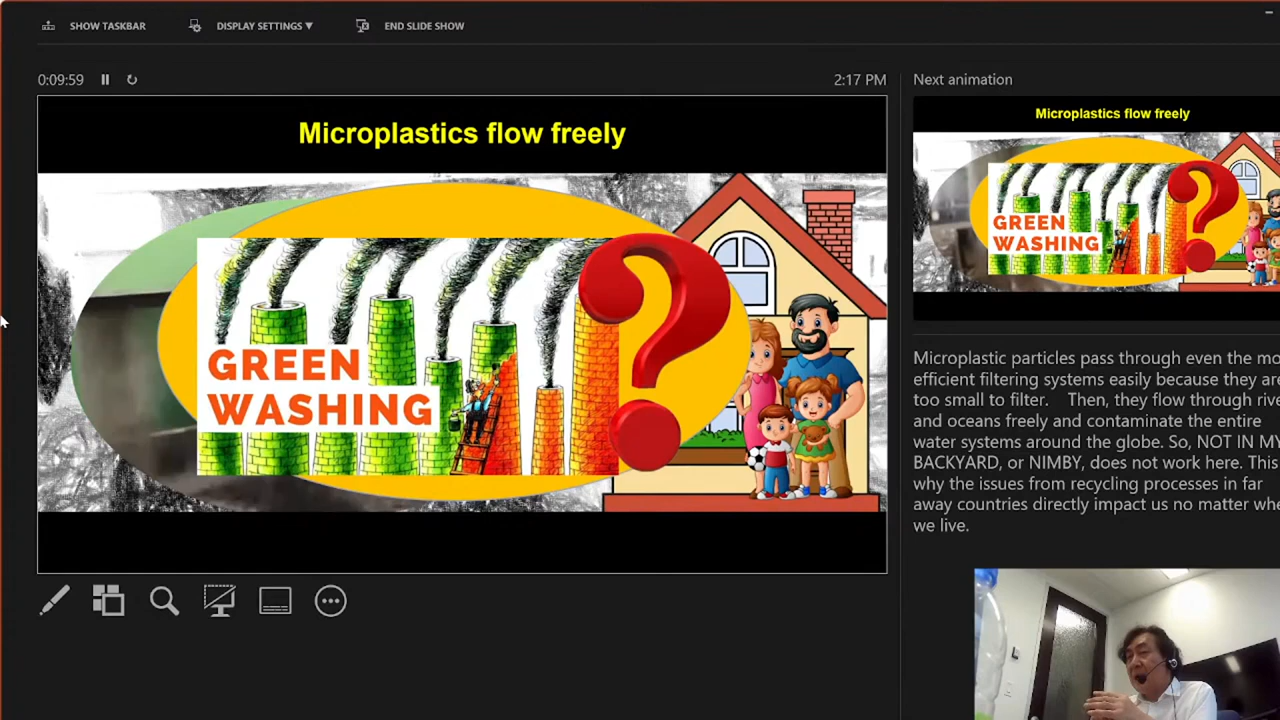 SHOW TASKBAR
DISPLAY SETTINGS ▼
END SLIDE SHOW
0:09:59
2:17 PM
Microplastics flow freely
GREEN
WASHING
Next animation
Microplastics flow freely
GREEN
WASHING
Microplastic particles pass through even the mo
efficient filtering systems easily because they are
too small to filter. Then, they flow through rive
and oceans freely and contaminate the entire
water systems around the globe. So, NOT IN MY
BACKYARD, or NIMBY, does not work here. This
why the issues from recycling processes in far
away countries directly impact us no matter whe
we live.